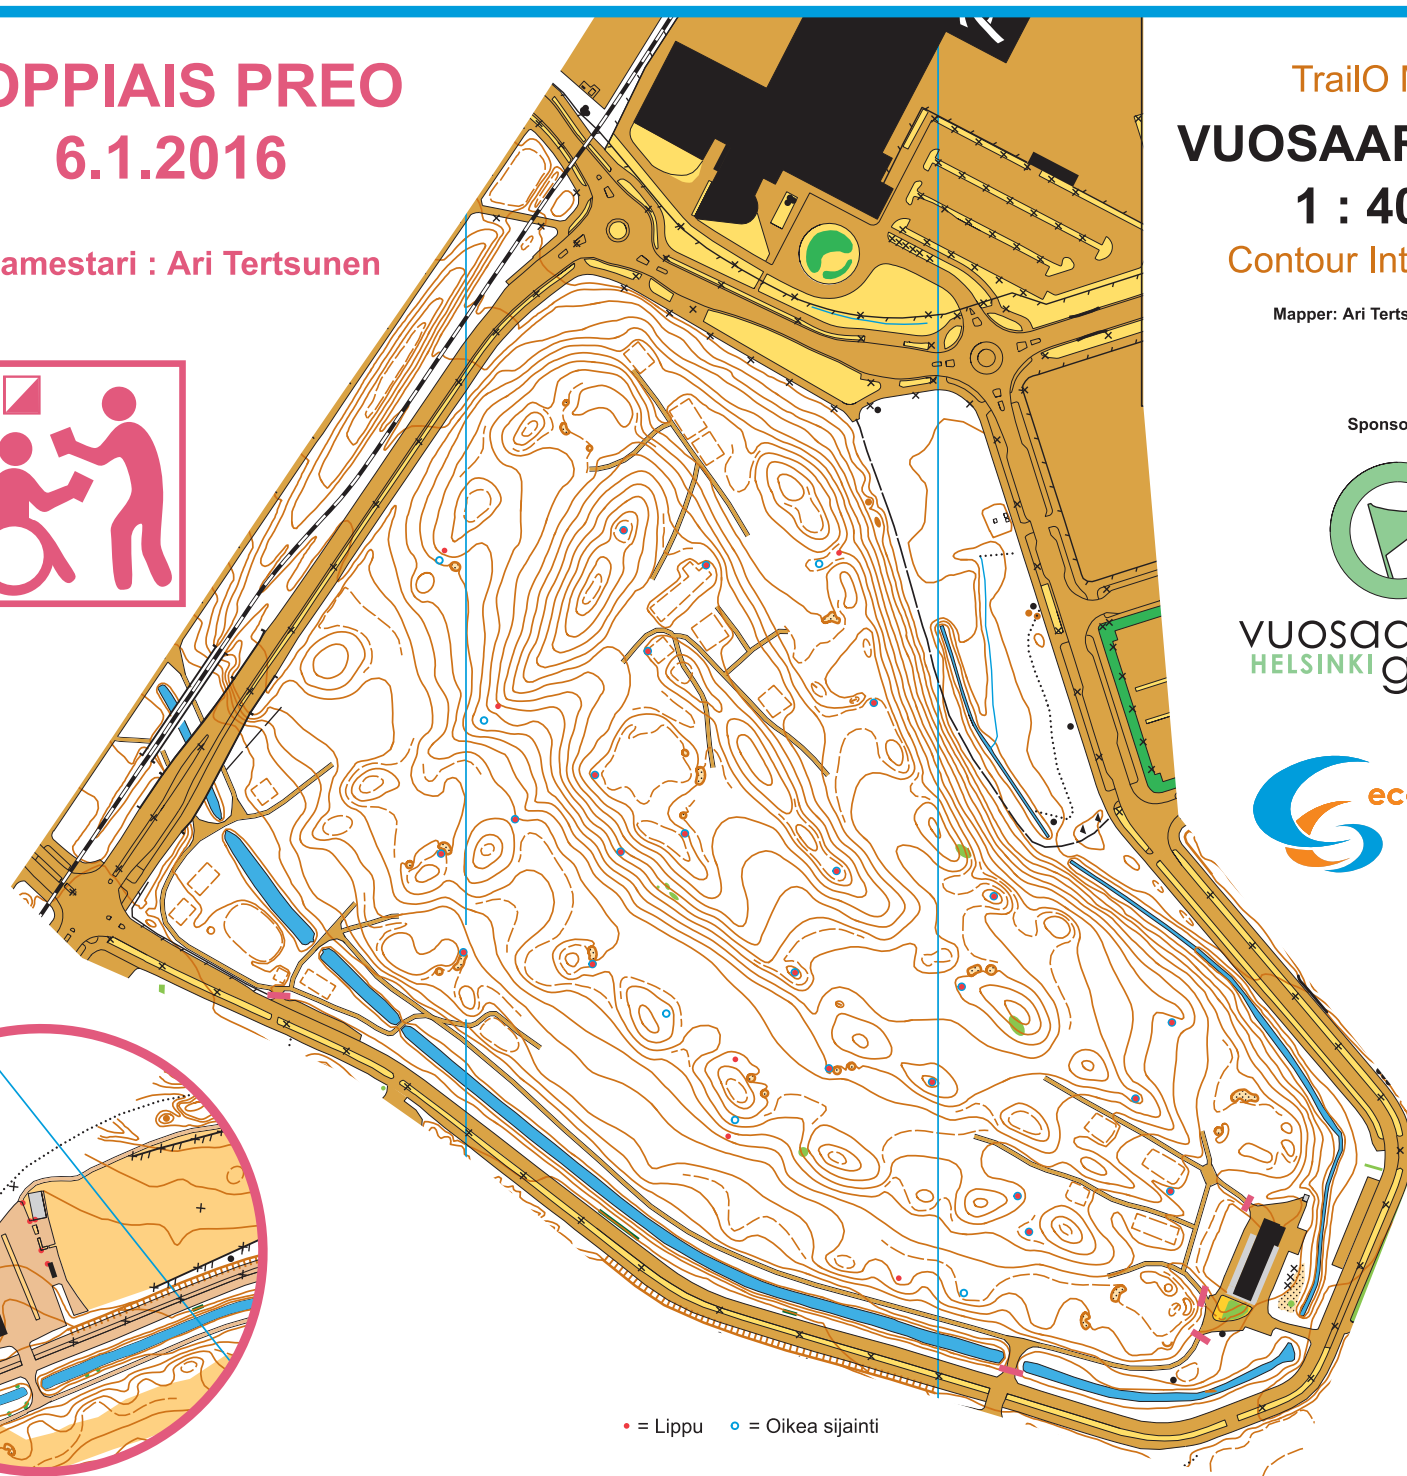 OPPIAIS PREO
6.1.2016
amestari : Ari Tertsunen
TrailO
VUOSAAR
1 : 40
Contour Int
Mapper: Ari Terts
Sponso
vuosaa
HELSINKI g
ec
= Lippu = Oikea sijainti